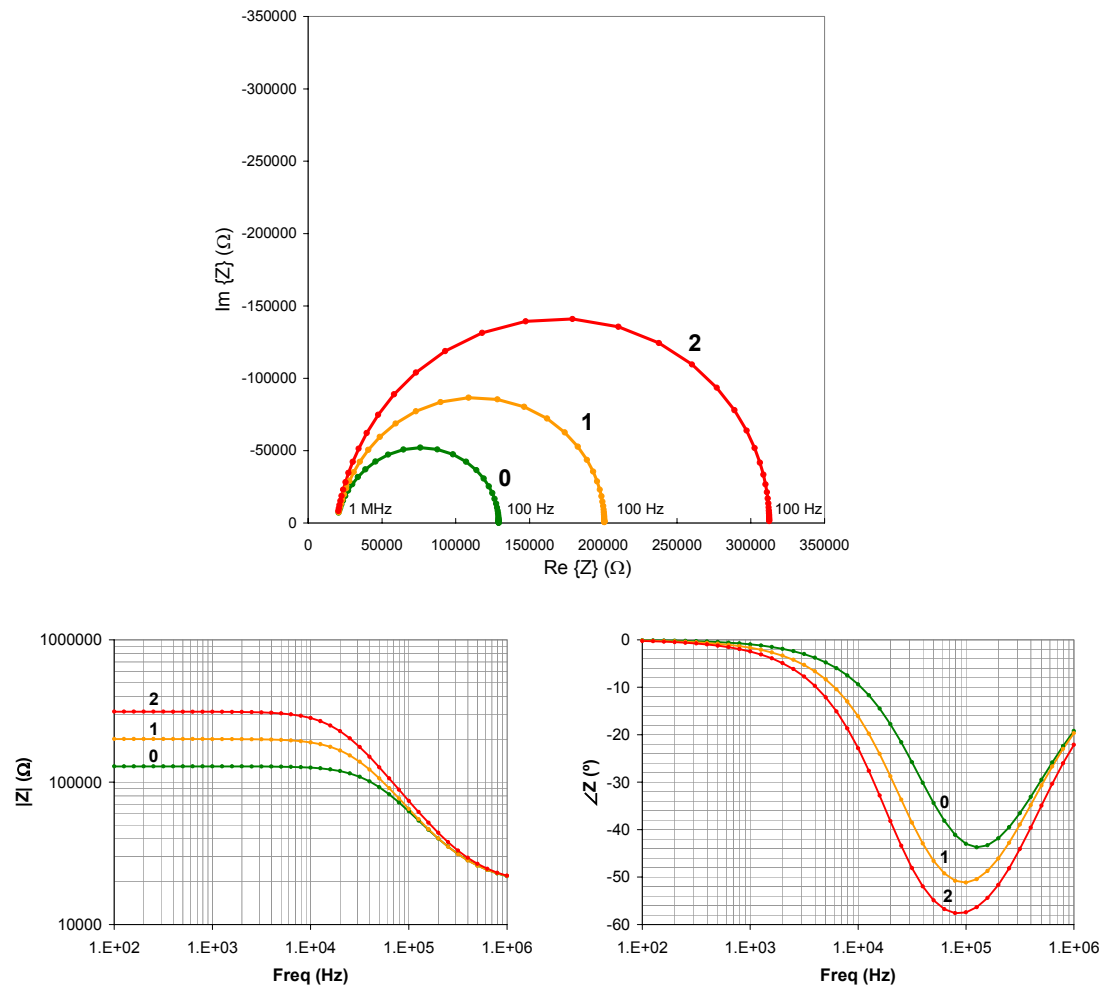 -350000
-300000
-250000
-200000
-150000
-100000
-50000
0
Im {Z} (Ω)
2
1
0
1 MHz
100 Hz
100 Hz
100 Hz
0
50000
100000
150000
200000
250000
300000
350000
Re {Z} (Ω)
1000000
100000
10000
|Z| (Ω)
2
1
0
1.E+02
1.E+03
1.E+04
1.E+05
1.E+06
Freq (Hz)
0
-10
-20
-30
-40
-50
-60
∠Z (º)
0
1
2
1.E+02
1.E+03
1.E+04
1.E+05
1.E+06
Freq (Hz)